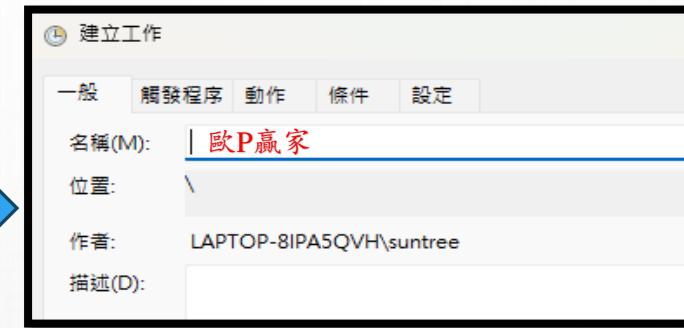 建立工作
一般 觸發程序 動作 條件 設定
名稱(M): 歐P贏家
位置: \
作者: LAPTOP-8IPA5QVH\suntree
描述(D):